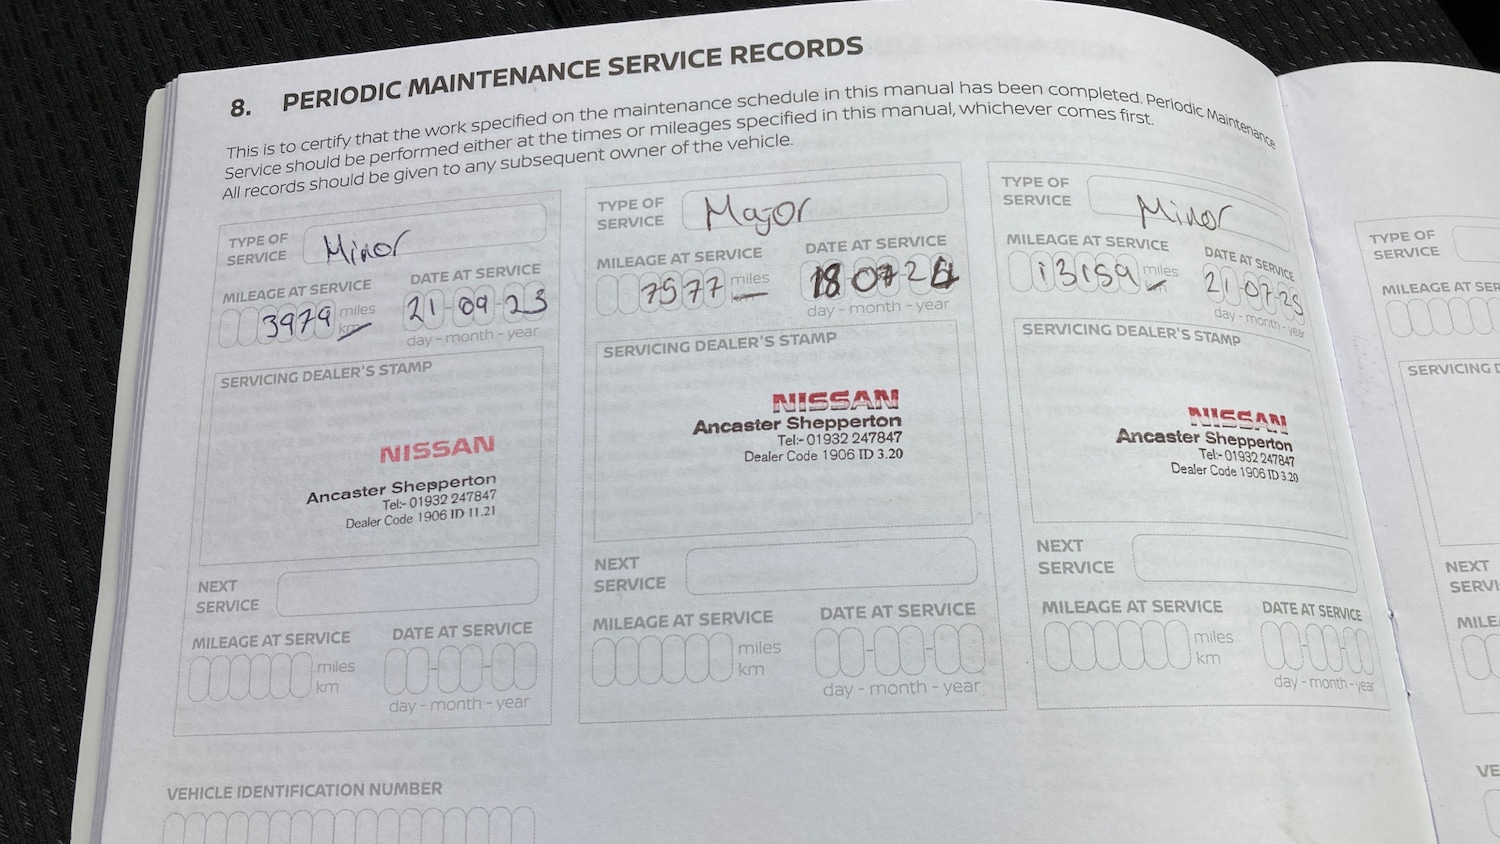 8. PERIODIC MAINTENANCE SERVICE RECORDS
This is to certify that the work specified on the maintenance schedule in this manual has been completed. Periodic Maintenance
Service should be performed either at the times or mileages specified in this manual, whichever comes first.
All records should be given to any subsequent owner of the vehicle.
TYPE OF
SERVICE
Minor
MILEAGE AT SERVICE
DATE AT SERVICE
3979 miles
km
21-09-23
day - month - year
SERVICING DEALER'S STAMP
NISSAN
Ancaster Shepperton
Tel:- 01932 247847
Dealer Code 1906 ID 11.21
NEXT
SERVICE
MILEAGE AT SERVICE
DATE AT SERVICE
miles
km
day - month - year
VEHICLE IDENTIFICATION NUMBER
TYPE OF
SERVICE
Major
MILEAGE AT SERVICE
DATE AT SERVICE
7577 miles
km
18 07 24
day - month - year
SERVICING DEALER'S STAMP
NISSAN
Ancaster Shepperton
Tel:- 01932 247847
Dealer Code 1906 ID 3.20
NEXT
SERVICE
MILEAGE AT SERVICE
DATE AT SERVICE
miles
km
day - month - year
TYPE OF
SERVICE
Minor
MILEAGE AT SERVICE
DATE AT SERVICE
13159 miles
21-07-25
day - month - year
SERVICING DEALER'S STAMP
NISSAN
Ancaster Shepperton
Tel:- 01932 247847
Dealer Code 1906 ID 3.20
NEXT
SERVICE
MILEAGE AT SERVICE
DATE AT SERVICE
miles
km
day - month - year
TYPE OF
SERVICE
MILEAGE AT SER
SERVICING D
NEXT
SERVI
MILEA
VE